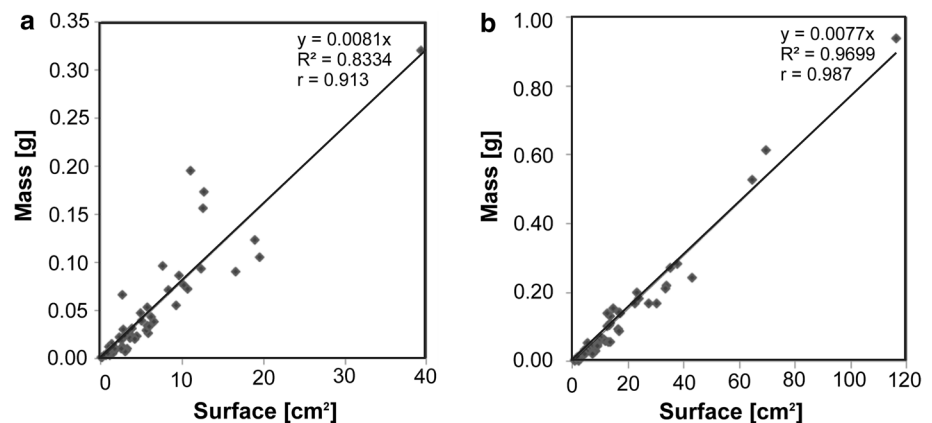 a
0.35
0.30
0.25
0.20
0.15
0.10
0.05
0.00
Mass [g]
y = 0.0081x
R² = 0.8334
r = 0.913
0 10 20 30 40
Surface [cm²]
b
1.00
0.80
0.60
0.40
0.20
0.00
Mass [g]
y = 0.0077x
R² = 0.9699
r = 0.987
0 20 40 60 80 100 120
Surface [cm²]